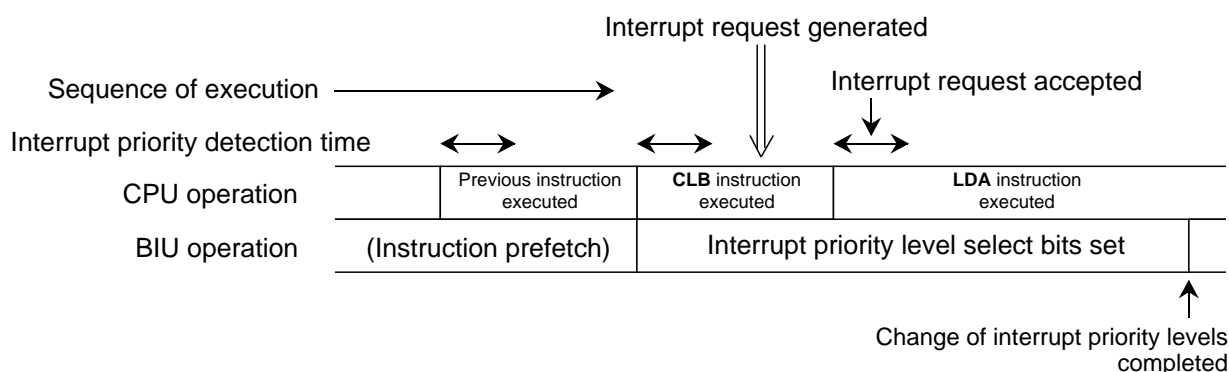 Interrupt request generated
Sequence of execution
Interrupt request accepted
Interrupt priority detection time
CPU operation
Previous instruction
executed
CLB instruction
executed
LDA instruction
executed
BIU operation
(Instruction prefetch)
Interrupt priority level select bits set
Change of interrupt priority levels
completed